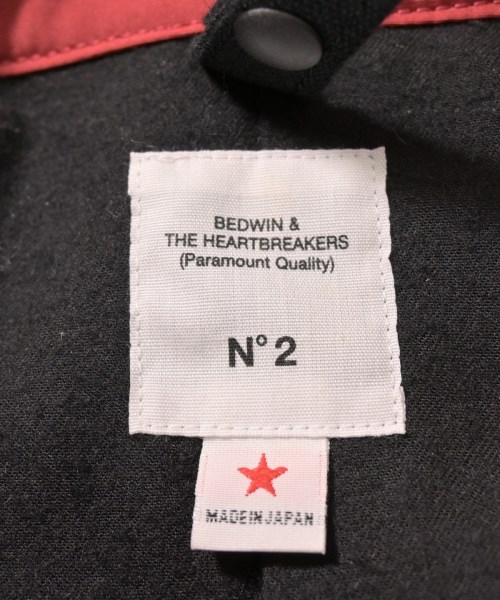 BEDWIN &
THE HEARTBREAKERS
(Paramount Quality)
N° 2
MADE IN JAPAN